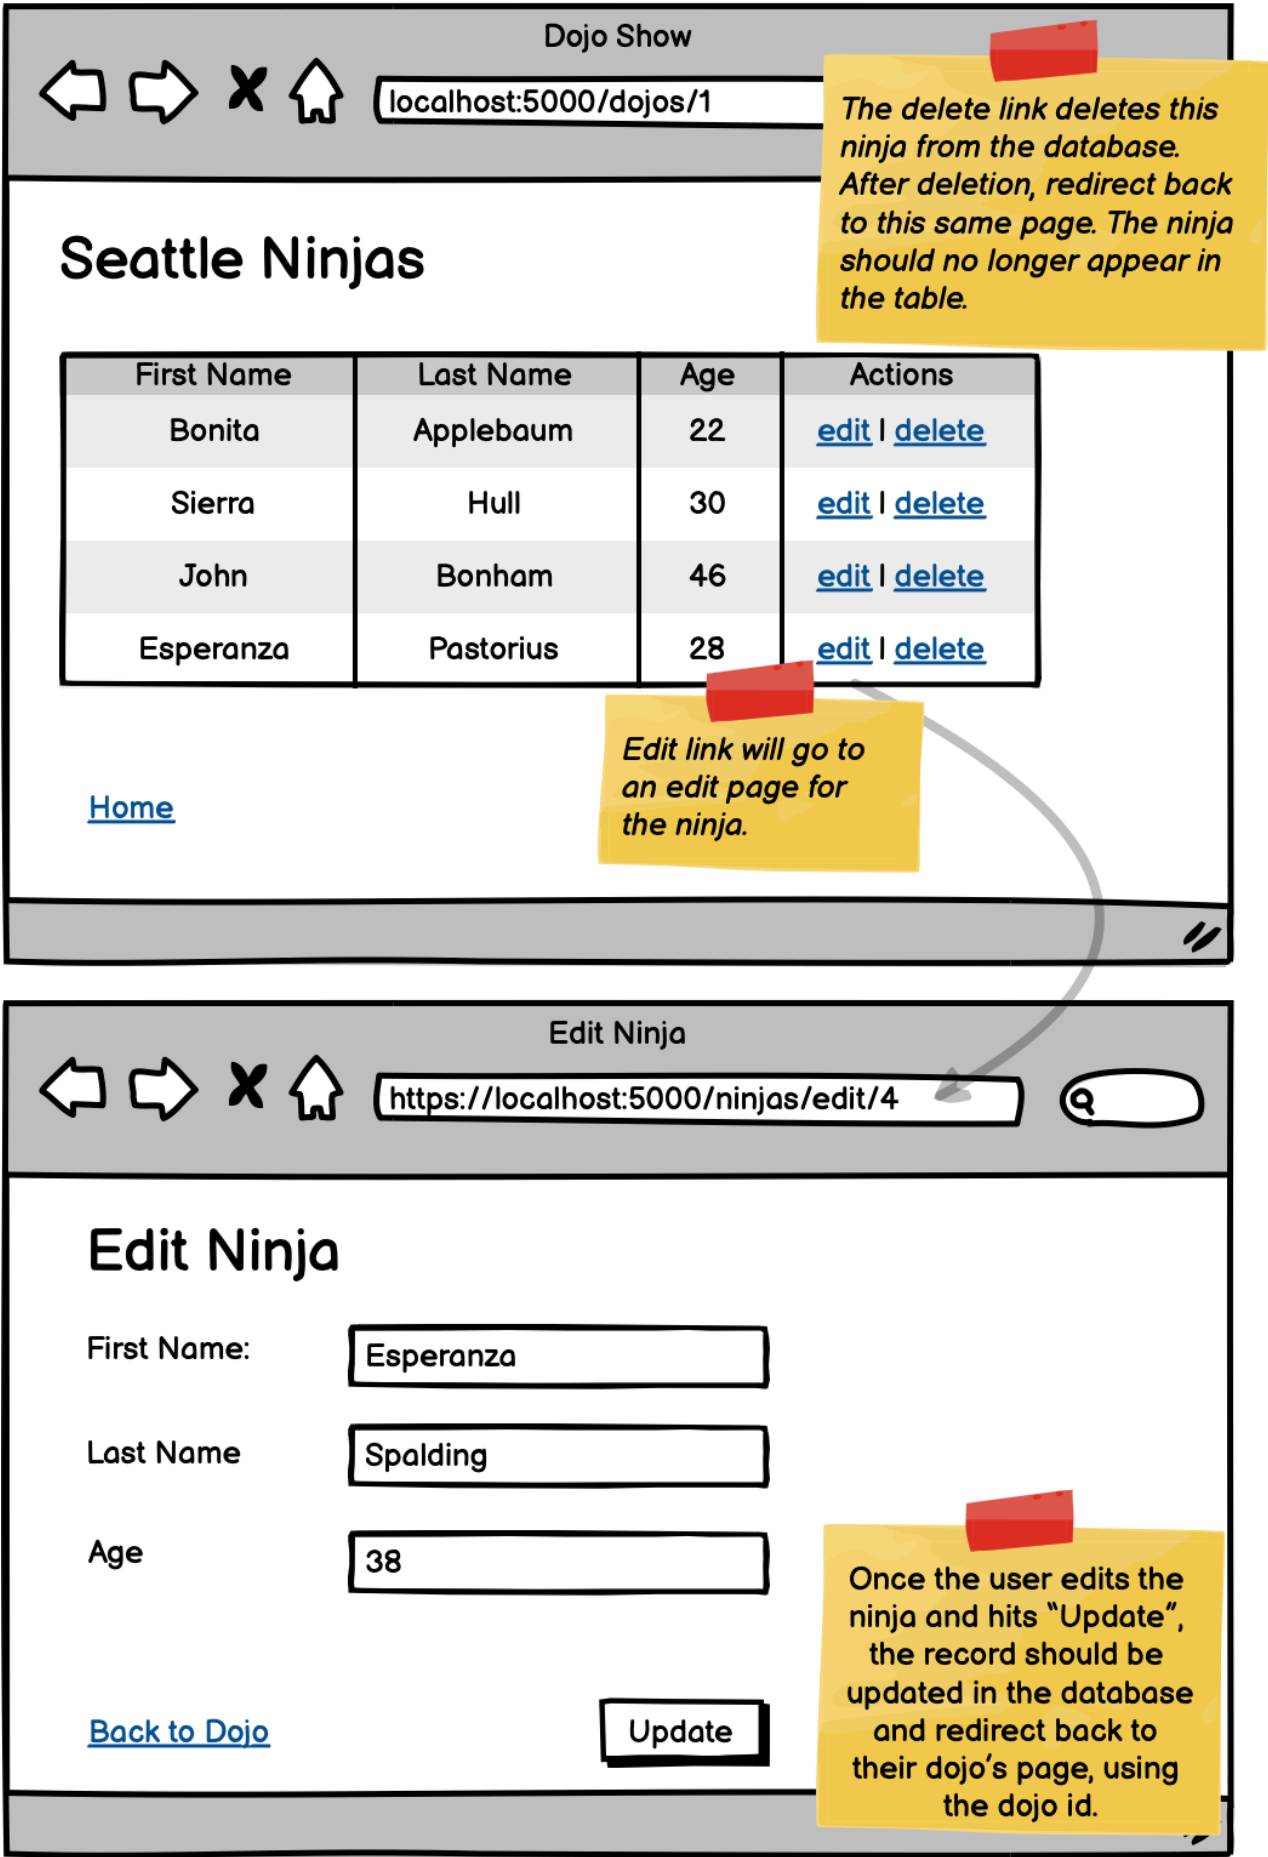 Dojo Show
localhost:5000/dojos/1
The delete link deletes this
ninja from the database.
After deletion, redirect back
to this same page. The ninja
should no longer appear in
the table.
Seattle Ninjas
First Name Last Name Age Actions
Bonita Applebaum 22 edit | delete
Sierra Hull 30 edit | delete
John Bonham 46 edit | delete
Esperanza Pastorius 28 edit | delete
Edit link will go to
an edit page for
the ninja.
Home
Edit Ninja
https://localhost:5000/ninjas/edit/4
Edit Ninja
First Name: Esperanza
Last Name Spalding
Age 38
Once the user edits the
ninja and hits “Update”,
the record should be
updated in the database
and redirect back to
their dojo’s page, using
the dojo id.
Back to Dojo Update